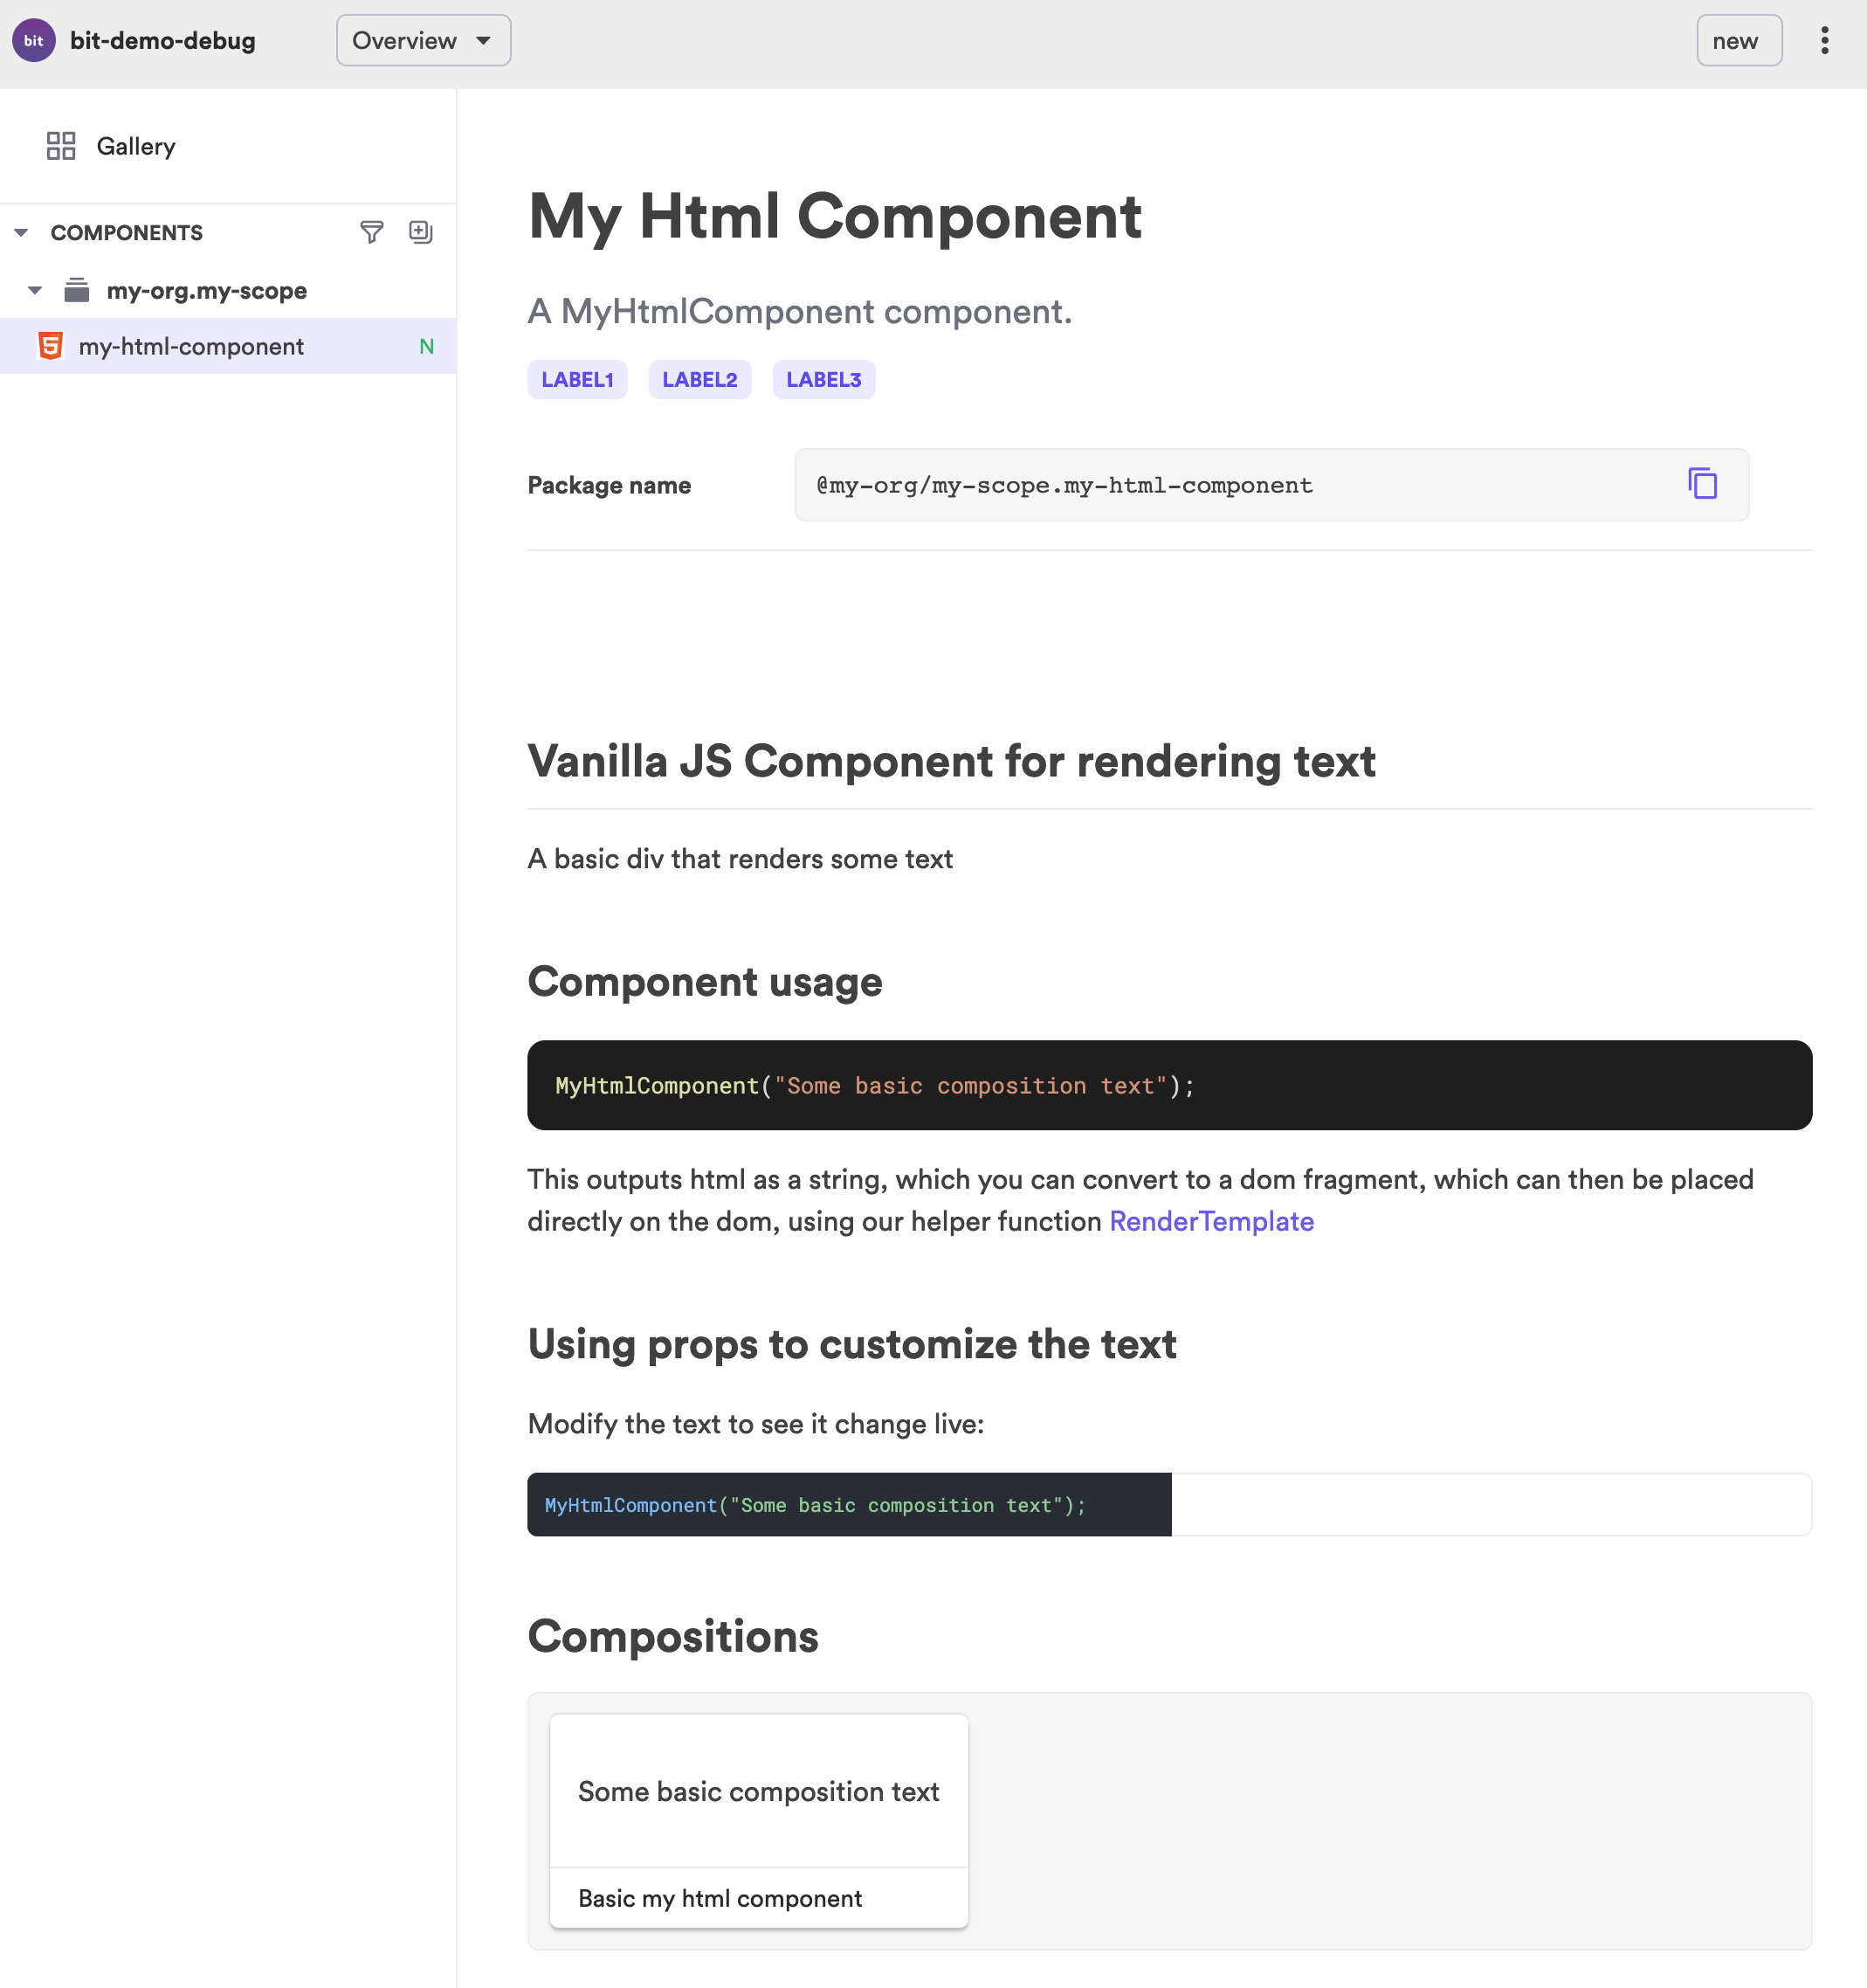 bit bit-demo-debug Overview new
Gallery
COMPONENTS
my-org.my-scope
my-html-component N
My Html Component
A MyHtmlComponent component.
LABEL1 LABEL2 LABEL3
Package name @my-org/my-scope.my-html-component
Vanilla JS Component for rendering text
A basic div that renders some text
Component usage
MyHtmlComponent("Some basic composition text");
This outputs html as a string, which you can convert to a dom fragment, which can then be placed
directly on the dom, using our helper function RenderTemplate
Using props to customize the text
Modify the text to see it change live:
MyHtmlComponent("Some basic composition text");
Compositions
Some basic composition text
Basic my html component